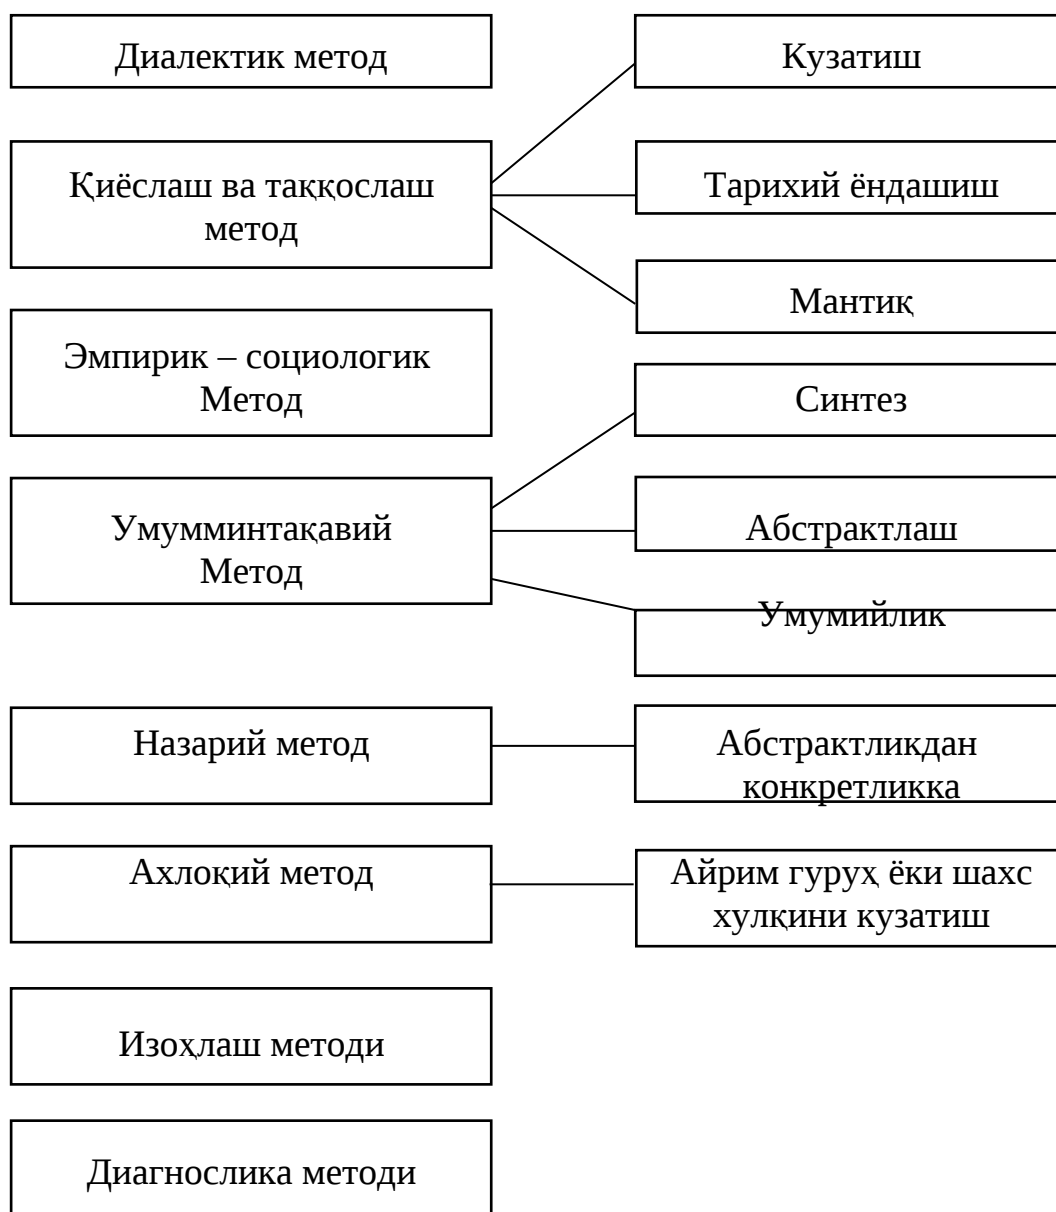 Диалектик метод
Кузатиш
Қиёслаш ва таққослаш
метод
Тарихий ёндашиш
Мантиқ
Эмпирик – социологик
Метод
Синтез
Умумминтақавий
Метод
Абстрактлаш
Умумийлик
Назарий метод
Абстрактликдан
конкретликка
Ахлоқий метод
Айрим гуруҳ ёки шахс
хулқини кузатиш
Изоҳлаш методи
Диагнослика методи